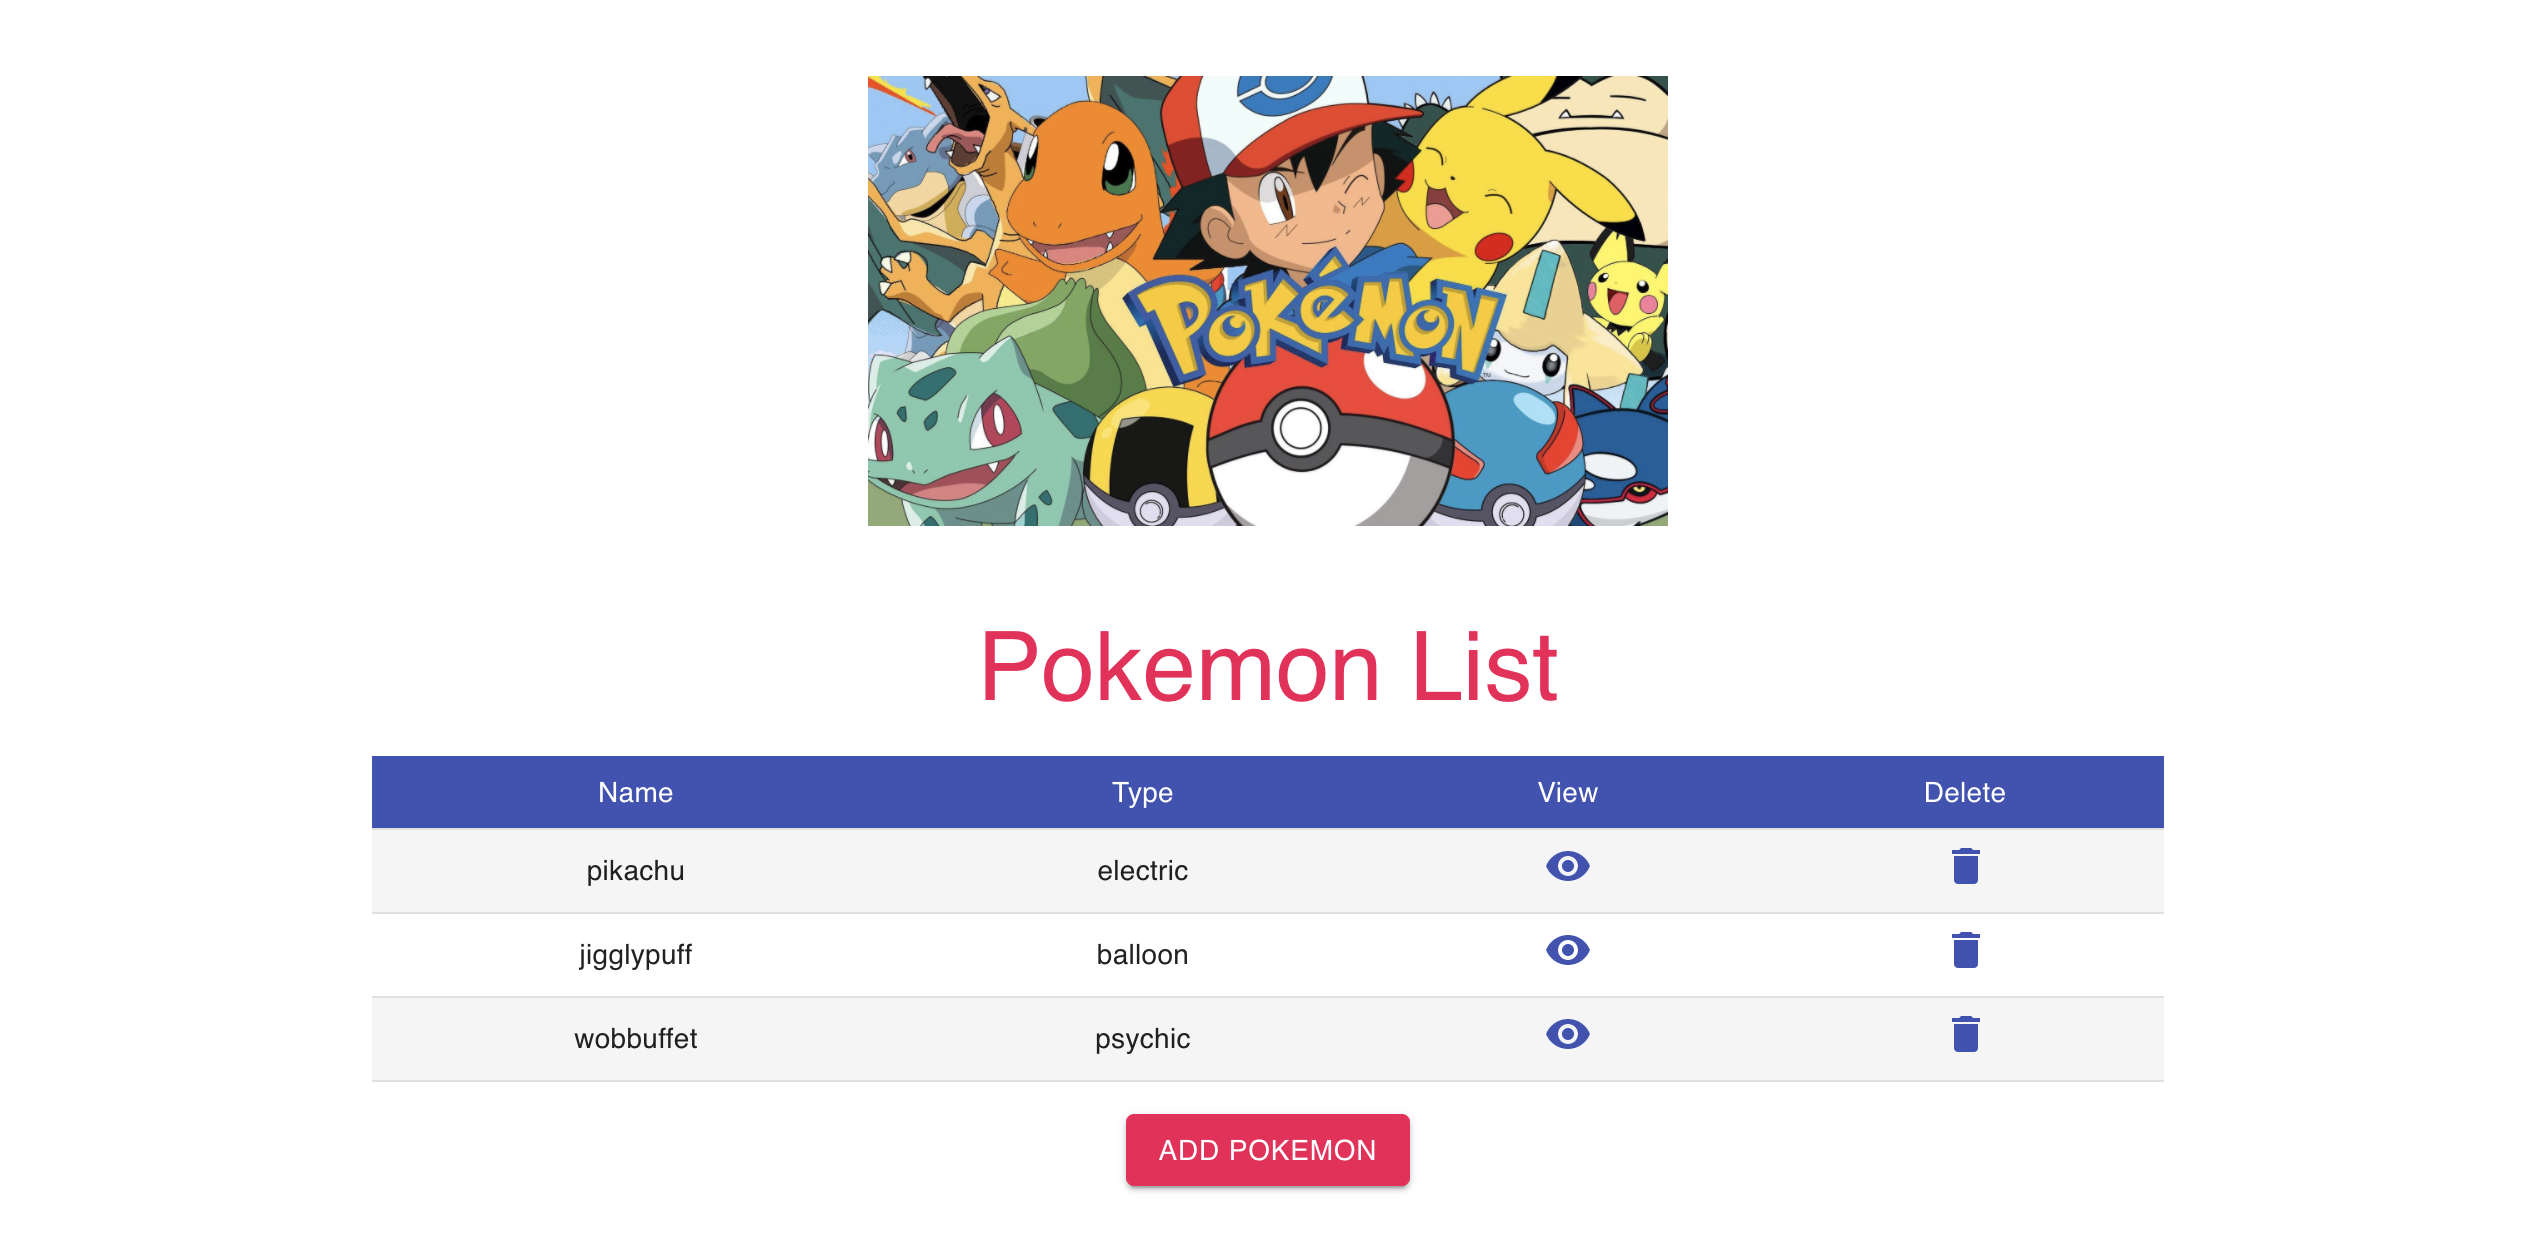 POKéMON
Pokemon List
Name Type View Delete
pikachu electric
jigglypuff balloon
wobbuffet psychic
ADD POKEMON